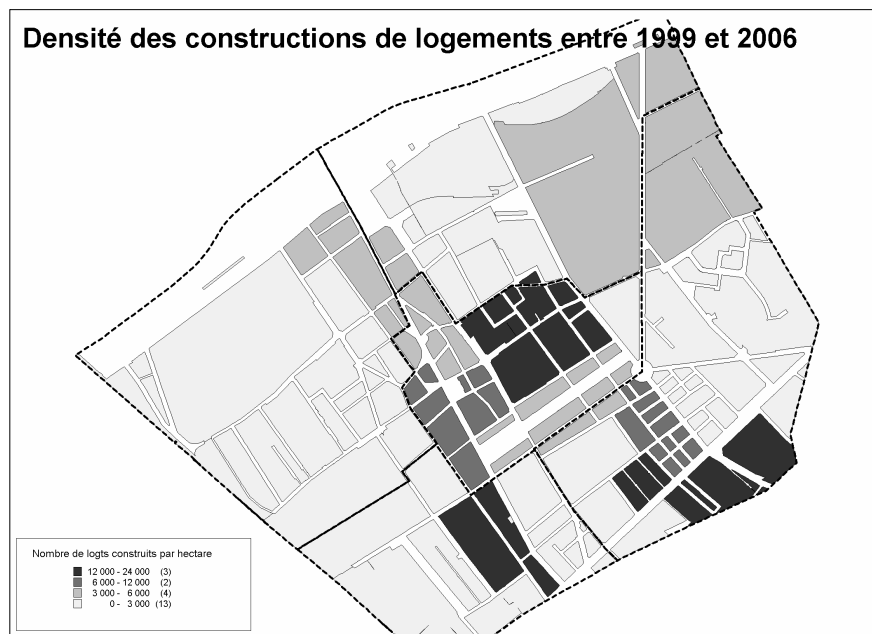 Densité des constructions de logements entre 1999 et 2006
Nombre de logts construits par hectare
12 000 - 24 000 (3)
6 000 - 12 000 (2)
3 000 - 6 000 (4)
0 - 3 000 (13)